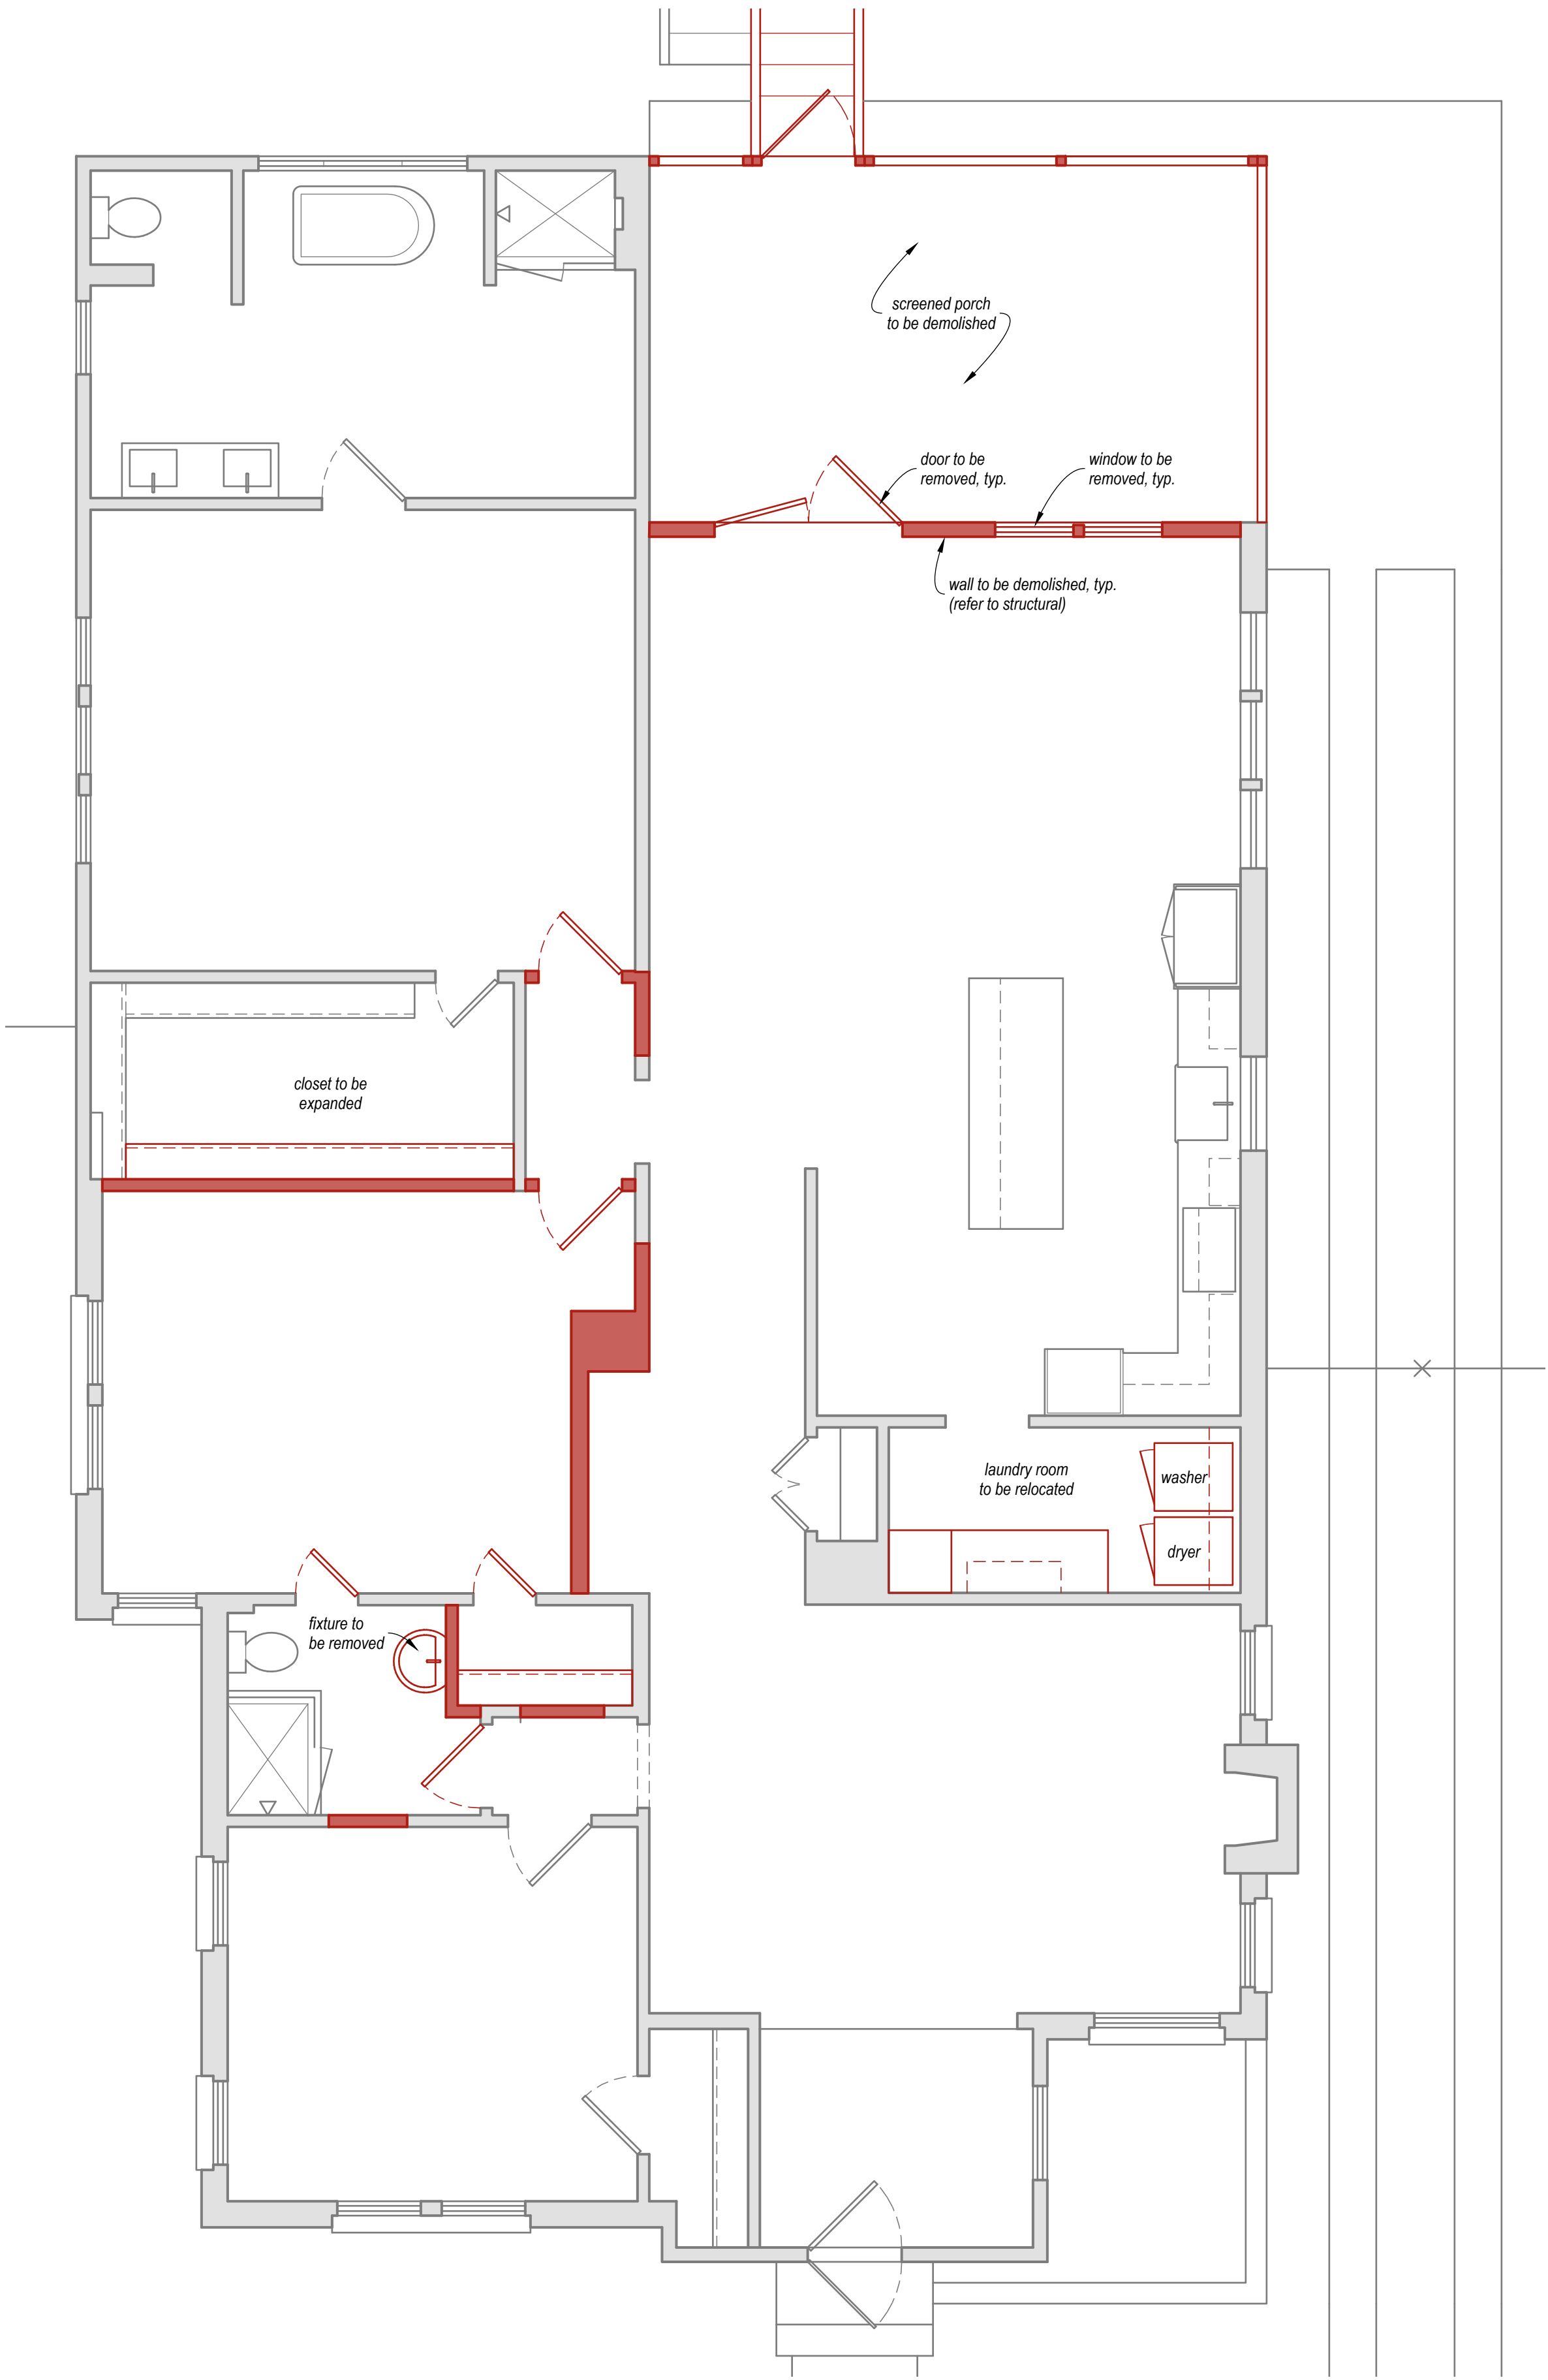 screened porch
to be demolished
door to be
removed, typ.
window to be
removed, typ.
wall to be demolished, typ.
(refer to structural)
closet to be
expanded
laundry room
to be relocated
washer
dryer
fixture to
be removed